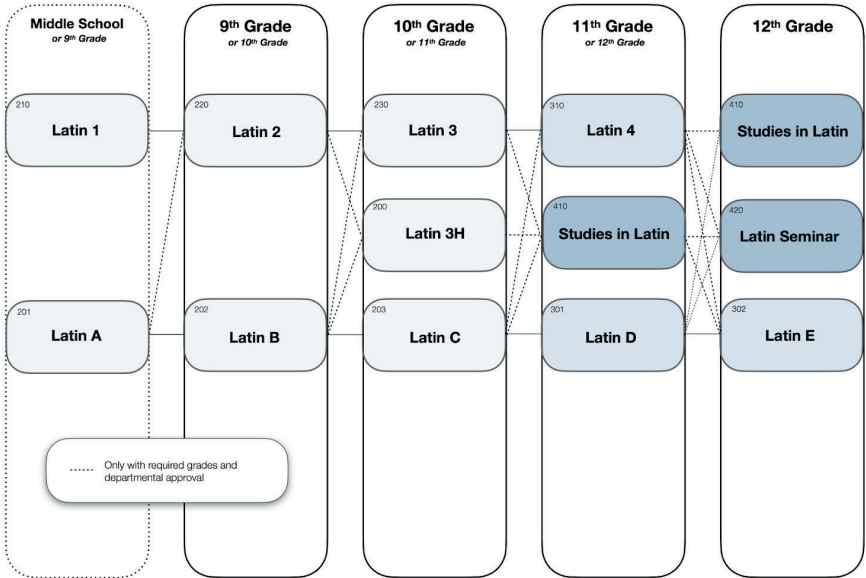 Middle School
or 9th Grade
9th Grade
or 10th Grade
10th Grade
or 11th Grade
11th Grade
or 12th Grade
12th Grade
210
Latin 1
220
Latin 2
230
Latin 3
310
Latin 4
410
Studies in Latin
200
Latin 3H
410
Studies in Latin
420
Latin Seminar
201
Latin A
202
Latin B
203
Latin C
301
Latin D
302
Latin E
Only with required grades and
departmental approval